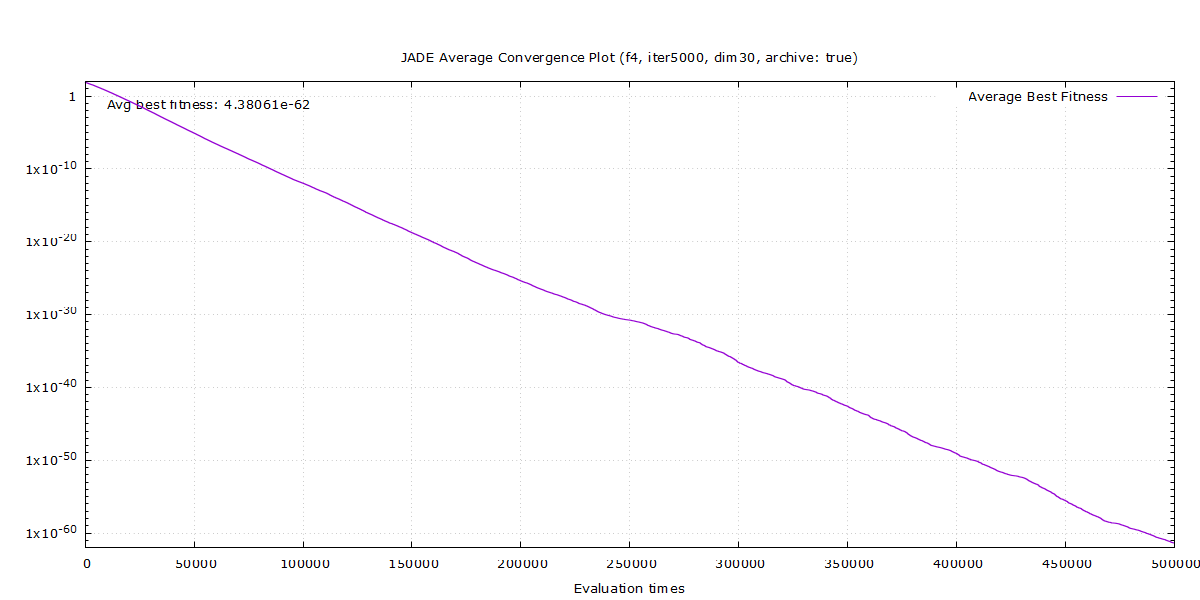 JADE Average Convergence Plot (f4, iter5000, dim30, archive: true)
Avg best fitness: 4.38061e-62
Average Best Fitness
1
1x10^-10
1x10^-20
1x10^-30
1x10^-40
1x10^-50
1x10^-60
0 50000 100000 150000 200000 250000 300000 350000 400000 450000 500000
Evaluation times